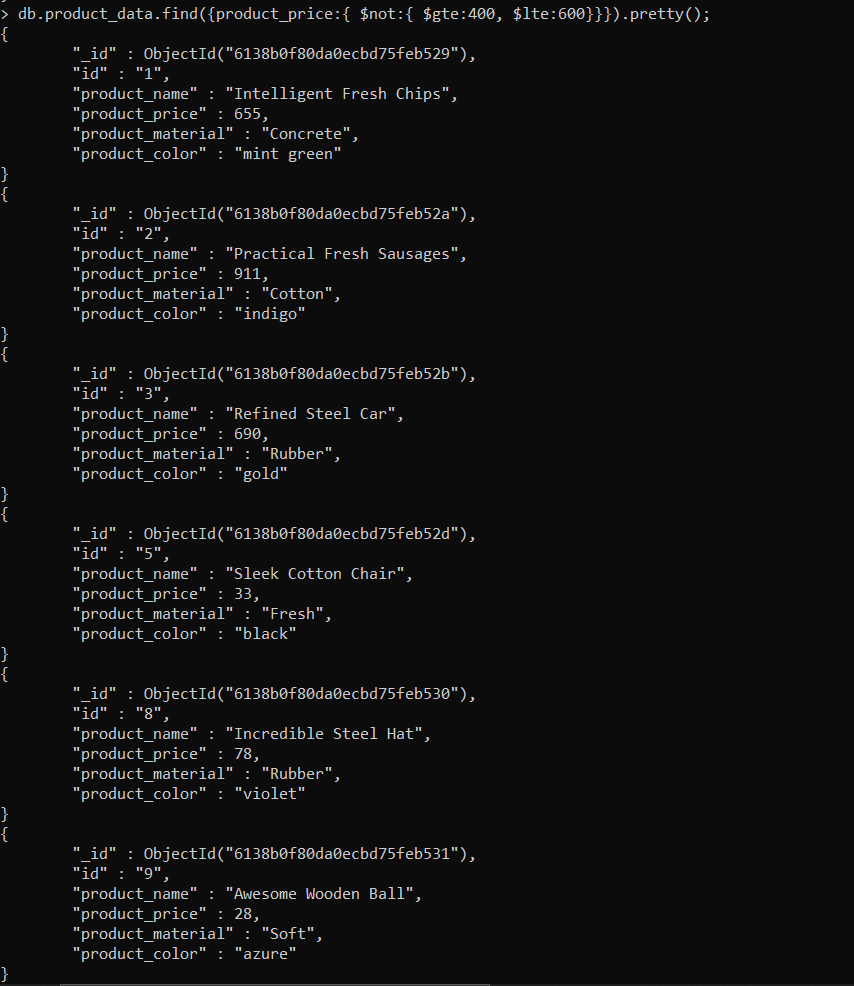 > db.product_data.find({product_price:{ $not:{ $gte:400, $lte:600}}}).pretty();
{
        "_id" : ObjectId("6138b0f80da0ecbd75feb529"),
        "id" : "1",
        "product_name" : "Intelligent Fresh Chips",
        "product_price" : 655,
        "product_material" : "Concrete",
        "product_color" : "mint green"
}
{
        "_id" : ObjectId("6138b0f80da0ecbd75feb52a"),
        "id" : "2",
        "product_name" : "Practical Fresh Sausages",
        "product_price" : 911,
        "product_material" : "Cotton",
        "product_color" : "indigo"
}
{
        "_id" : ObjectId("6138b0f80da0ecbd75feb52b"),
        "id" : "3",
        "product_name" : "Refined Steel Car",
        "product_price" : 690,
        "product_material" : "Rubber",
        "product_color" : "gold"
}
{
        "_id" : ObjectId("6138b0f80da0ecbd75feb52d"),
        "id" : "5",
        "product_name" : "Sleek Cotton Chair",
        "product_price" : 33,
        "product_material" : "Fresh",
        "product_color" : "black"
}
{
        "_id" : ObjectId("6138b0f80da0ecbd75feb530"),
        "id" : "8",
        "product_name" : "Incredible Steel Hat",
        "product_price" : 78,
        "product_material" : "Rubber",
        "product_color" : "violet"
}
{
        "_id" : ObjectId("6138b0f80da0ecbd75feb531"),
        "id" : "9",
        "product_name" : "Awesome Wooden Ball",
        "product_price" : 28,
        "product_material" : "Soft",
        "product_color" : "azure"
}